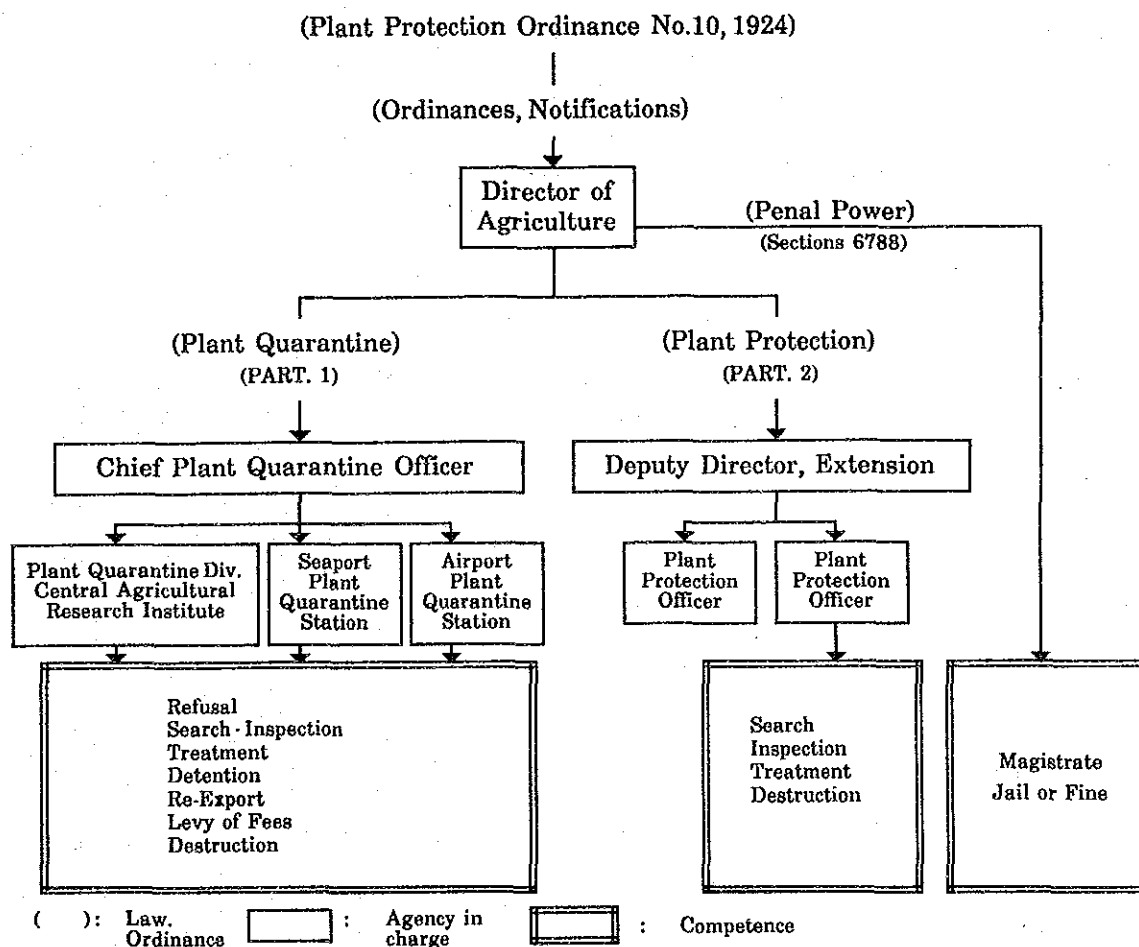 (Plant Protection Ordinance No.10, 1924)
(Ordinances, Notifications)
Director of
Agriculture
(Penal Power)
(Sections 6788)
(Plant Quarantine)
(PART. 1)
(Plant Protection)
(PART. 2)
Chief Plant Quarantine Officer
Deputy Director, Extension
Plant Quarantine Div.
Central Agricultural
Research Institute
Seaport
Plant
Quarantine
Station
Airport
Plant
Quarantine
Station
Plant
Protection
Officer
Plant
Protection
Officer
Refusal
Search · Inspection
Treatment
Detention
Re-Export
Levy of Fees
Destruction
Search
Inspection
Treatment
Destruction
Magistrate
Jail or Fine
( ): Law.
Ordinance
: Agency in
charge
: Competence